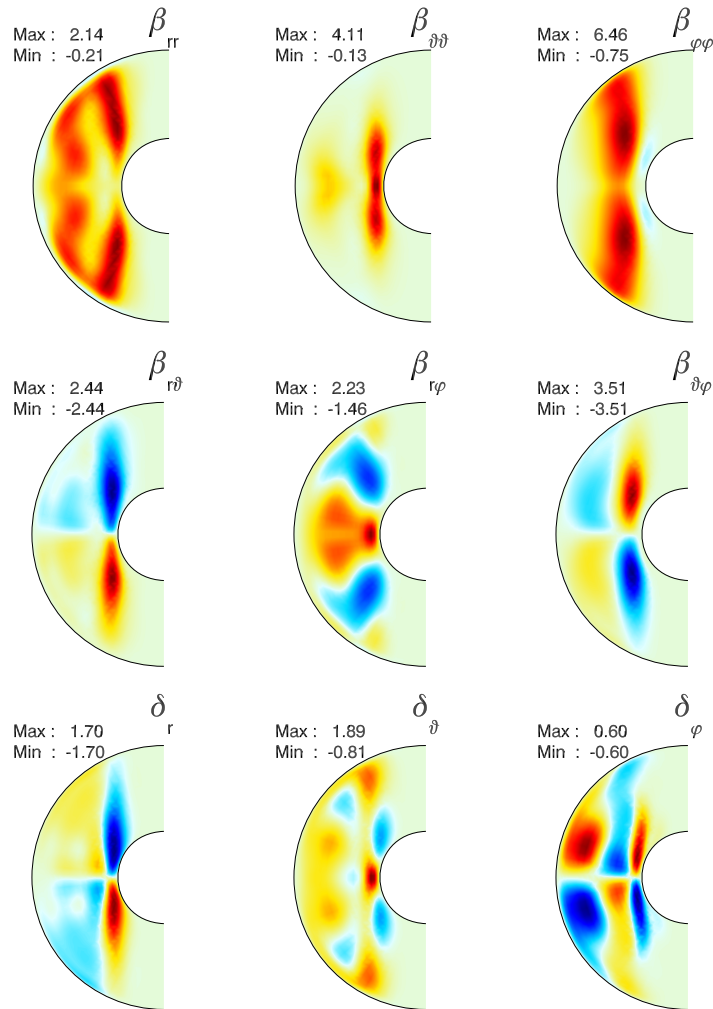 β rr
Max : 2.14
Min : -0.21
β ϑϑ
Max : 4.11
Min : -0.13
β φφ
Max : 6.46
Min : -0.75
β rϑ
Max : 2.44
Min : -2.44
β rφ
Max : 2.23
Min : -1.46
β ϑφ
Max : 3.51
Min : -3.51
δ r
Max : 1.70
Min : -1.70
δ ϑ
Max : 1.89
Min : -0.81
δ φ
Max : 0.60
Min : -0.60